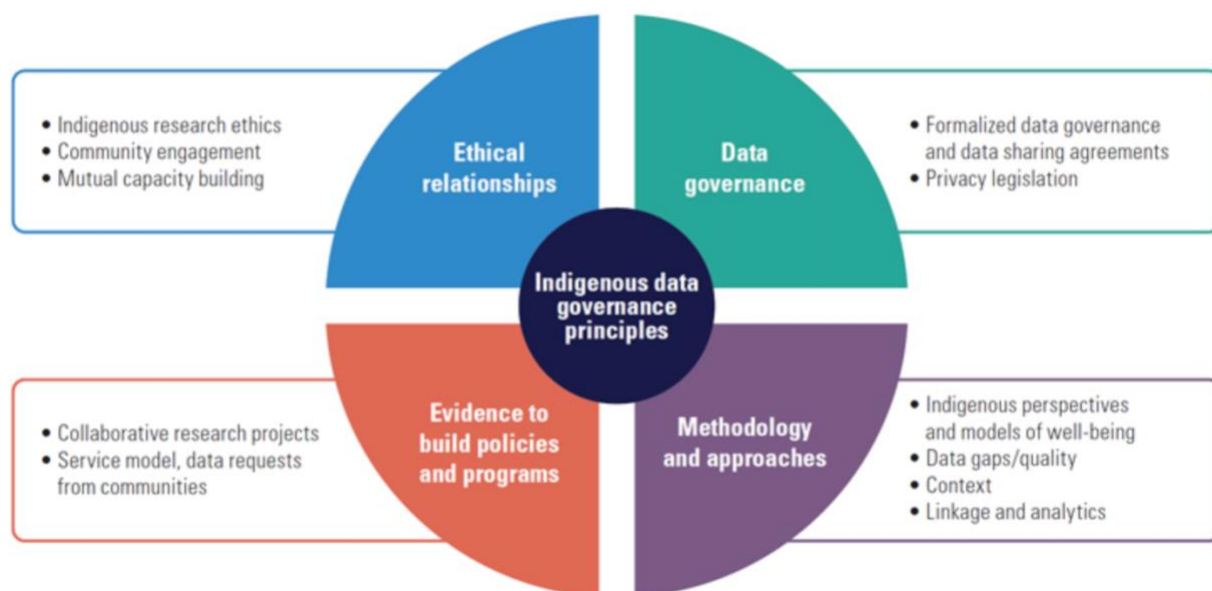 • Indigenous research ethics
• Community engagement
• Mutual capacity building
Ethical
relationships
Data
governance
• Formalized data governance
and data sharing agreements
• Privacy legislation
Indigenous data
governance
principles
• Collaborative research projects
• Service model, data requests
from communities
Evidence to
build policies
and programs
Methodology
and approaches
• Indigenous perspectives
and models of well-being
• Data gaps/quality
• Context
• Linkage and analytics